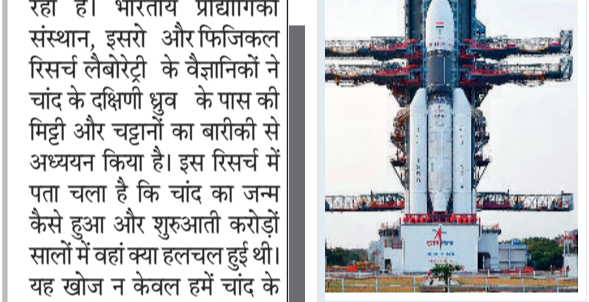 रहा है। भारतीय प्रौद्योगिकी
संस्थान, इसरो और फिजिकल
रिसर्च लैबोरेट्री के वैज्ञानिकों ने
चांद के दक्षिणी ध्रुव के पास की
मिट्टी और चट्टानों का बारीकी से
अध्ययन किया है। इस रिसर्च में
पता चला है कि चांद का जन्म
कैसे हुआ और शुरुआती करोड़ों
सालों में वहां क्या हलचल हुई थी।
यह खोज न केवल हमें चांद के